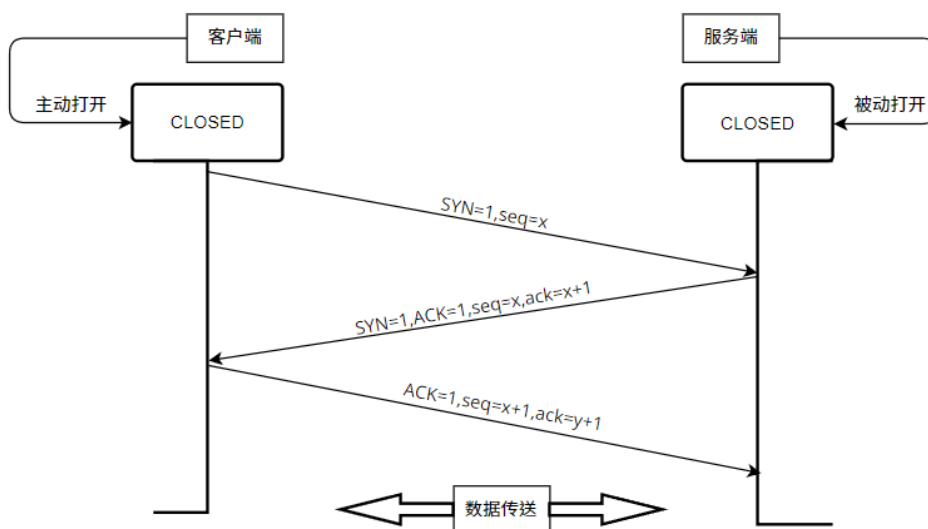 客户端
服务端
主动打开
被动打开
CLOSED
CLOSED
SYN=1,seq=x
SYN=1,ACK=1,seq=x,ack=x+1
ACK=1,seq=x+1,ack=y+1
数据传送